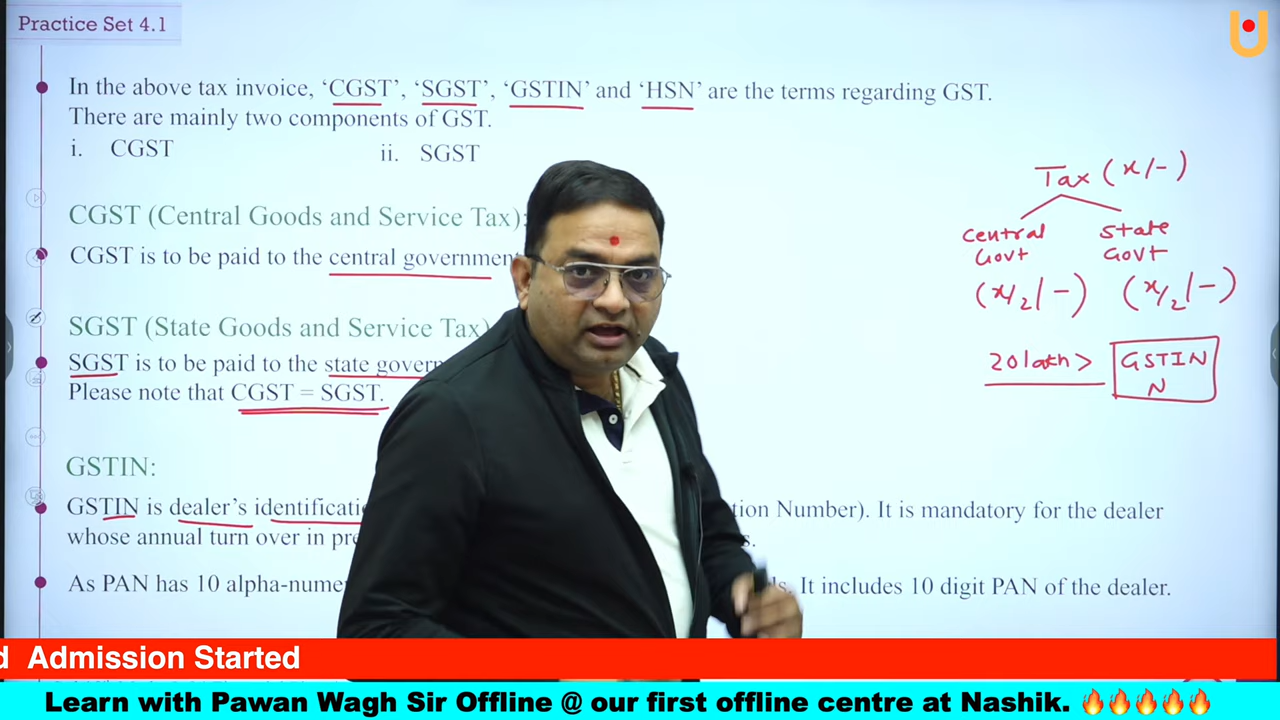 Practice Set 4.1
In the above tax invoice, ‘CGST’, ‘SGST’, ‘GSTIN’ and ‘HSN’ are the terms regarding GST.
There are mainly two components of GST.
i. CGST ii. SGST
CGST (Central Goods and Service Tax):
CGST is to be paid to the central government
SGST (State Goods and Service Tax)
SGST is to be paid to the state gover
Please note that CGST = SGST.
GSTIN:
GSTIN is dealer’s identificati tion Number). It is mandatory for the dealer
whose annual turn over in pre s.
As PAN has 10 alpha-nume ls. It includes 10 digit PAN of the dealer.
Tax (x/-)
Central State
Govt Govt
(x/2/-) (x/2/-)
20 lakh > GSTIN
N
d Admission Started
Learn with Pawan Wagh Sir Offline @ our first offline centre at Nashik. 🔥🔥🔥🔥🔥